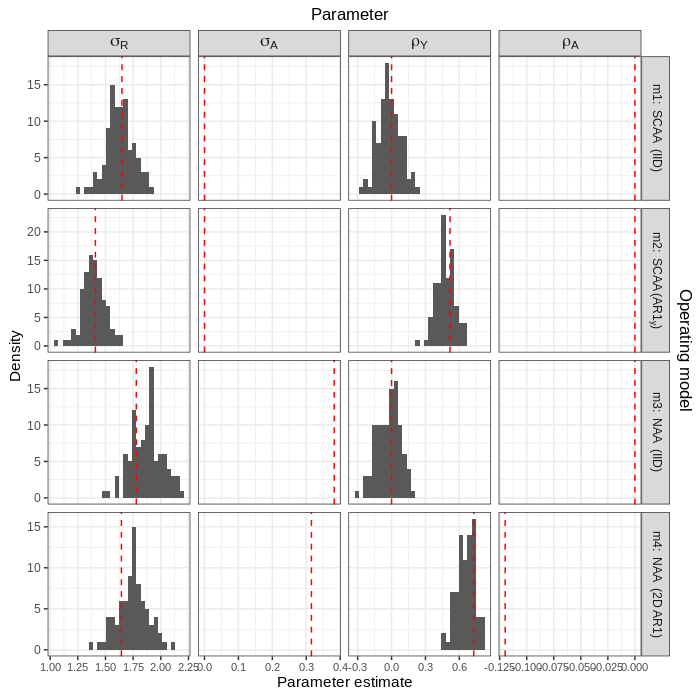 Parameter
σR
σA
ρY
ρA
15
10
5
0
m1: SCAA (IID)
20
15
10
5
0
m2: SCAA (AR1y)
15
10
5
0
m3: NAA (IID)
15
10
5
0
m4: NAA (2D AR1)
Density
Operating model
1.00 1.25 1.50 1.75 2.00 2.25
0.0 0.1 0.2 0.3 0.4
-0.3 0.0 0.3 0.6
-0.125 -0.100 -0.075 -0.050 -0.025 0.000
Parameter estimate